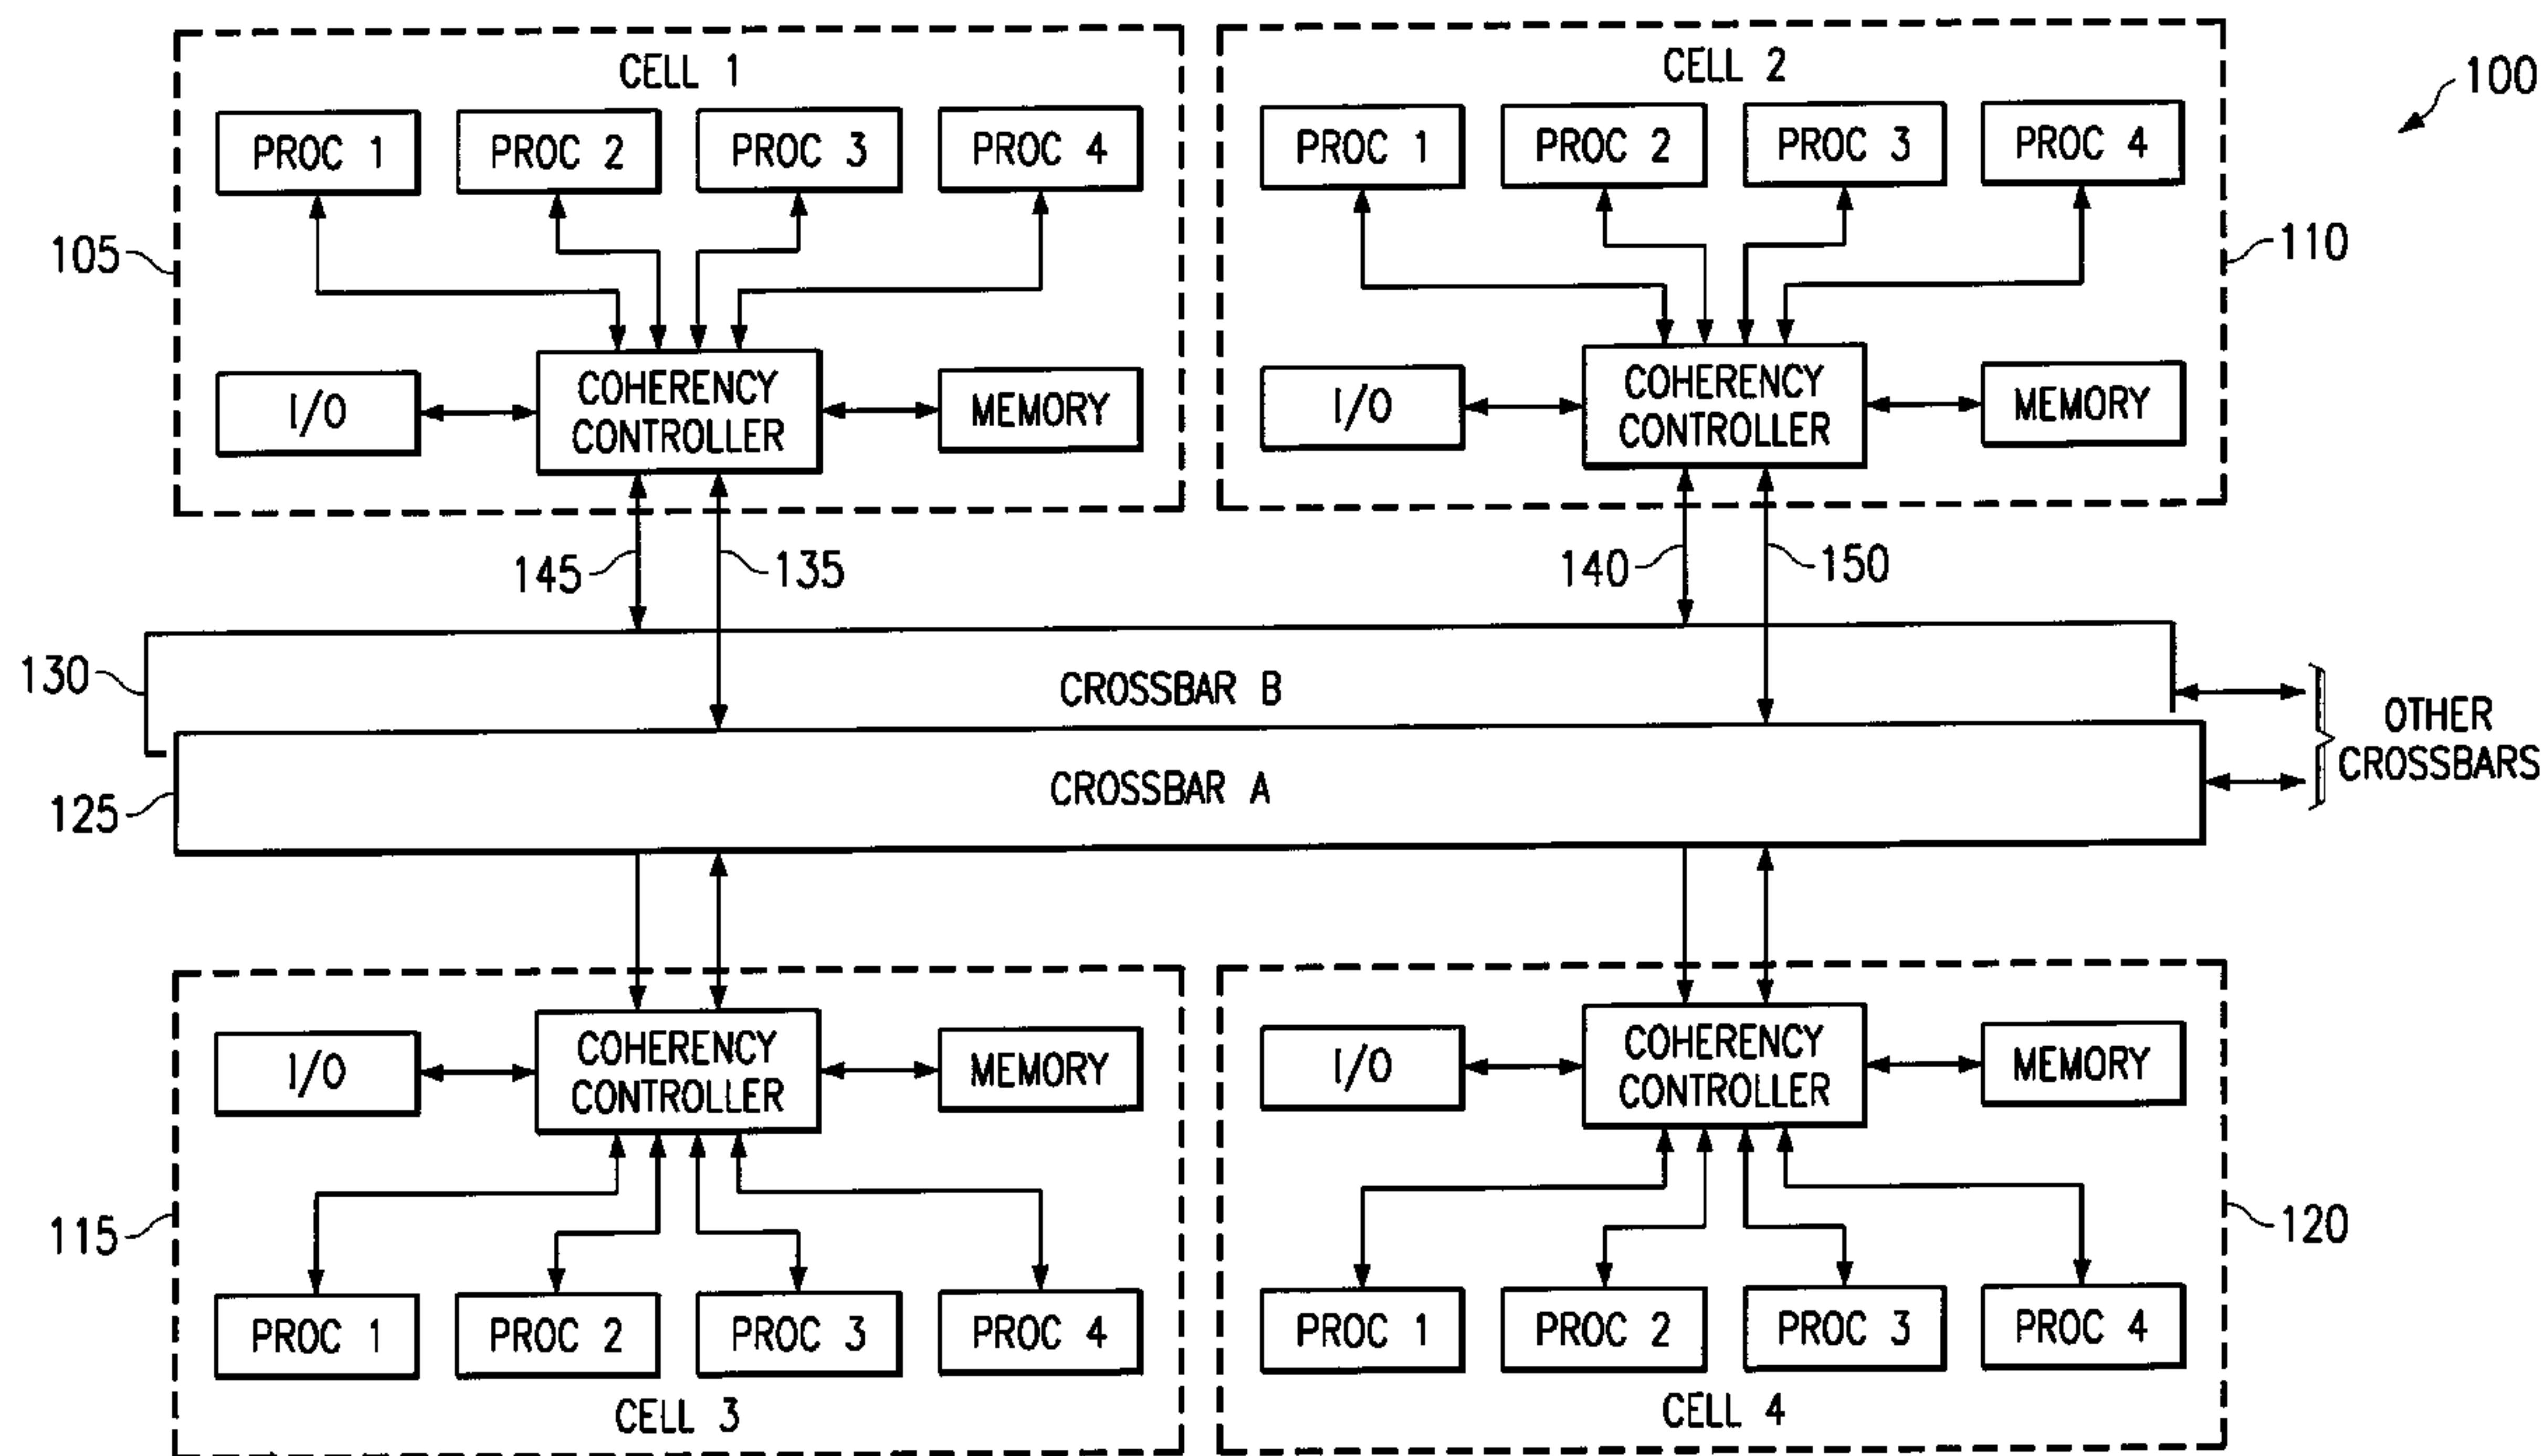 CELL 1
CELL 2
100
PROC 1
PROC 2
PROC 3
PROC 4
PROC 1
PROC 2
PROC 3
PROC 4
105
110
I/O
COHERENCY
CONTROLLER
MEMORY
I/O
COHERENCY
CONTROLLER
MEMORY
145
135
140
150
130
CROSSBAR B
OTHER
CROSSBARS
125
CROSSBAR A
I/O
COHERENCY
CONTROLLER
MEMORY
I/O
COHERENCY
CONTROLLER
MEMORY
115
120
PROC 1
PROC 2
PROC 3
PROC 4
PROC 1
PROC 2
PROC 3
PROC 4
CELL 3
CELL 4